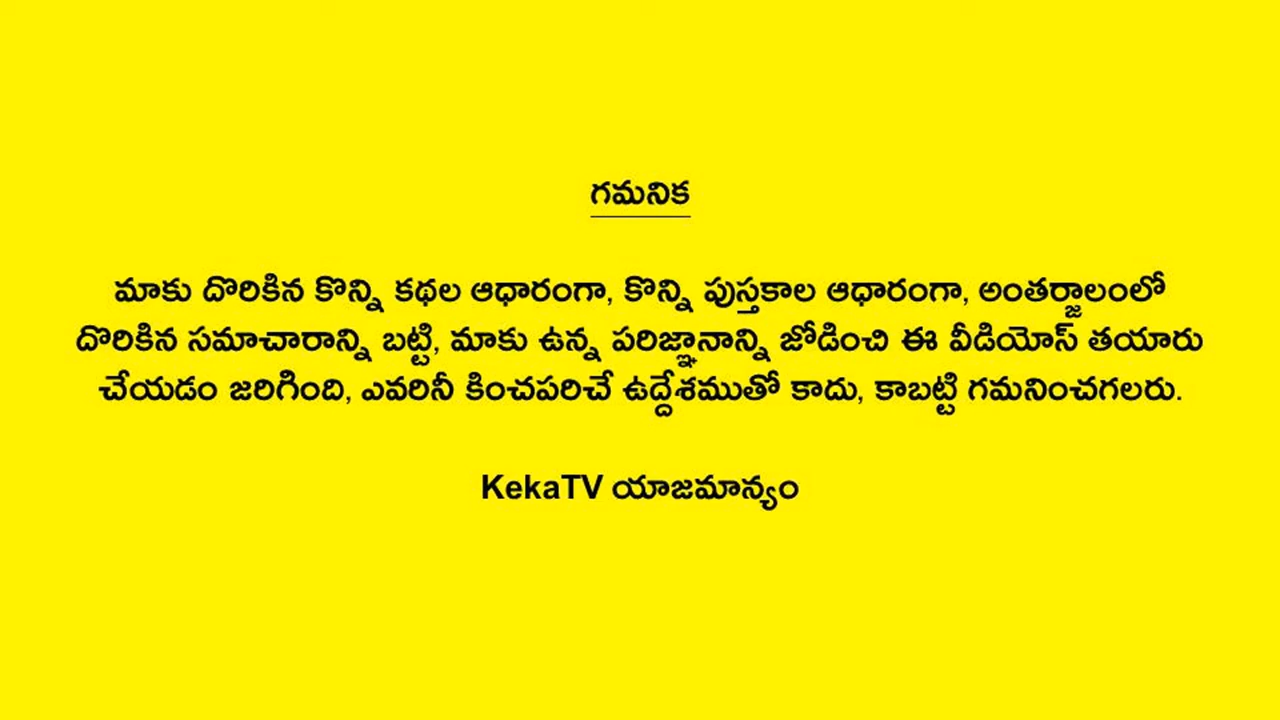 గమనిక
మాకు దొరికిన కొన్ని కథల ఆధారంగా, కొన్ని పుస్తకాల ఆధారంగా, అంతర్జాలంలో
దొరికిన సమాచారాన్ని బట్టి, మాకు ఉన్న పరిజ్ఞానాన్ని జోడించి ఈ వీడియోస్ తయారు
చేయడం జరిగింది, ఎవరినీ కించపరిచే ఉద్దేశముతో కాదు, కాబట్టి గమనించగలరు.
KekaTV యాజమాన్యం